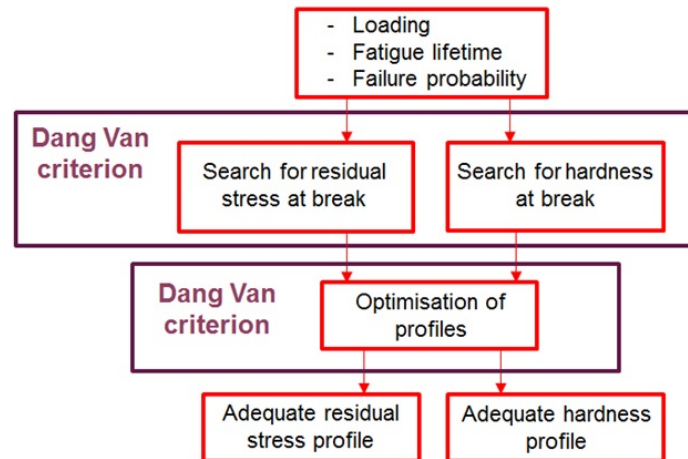 - Loading
- Fatigue lifetime
- Failure probability
Dang Van
criterion
Search for residual
stress at break
Search for hardness
at break
Dang Van
criterion
Optimisation of
profiles
Adequate residual
stress profile
Adequate hardness
profile